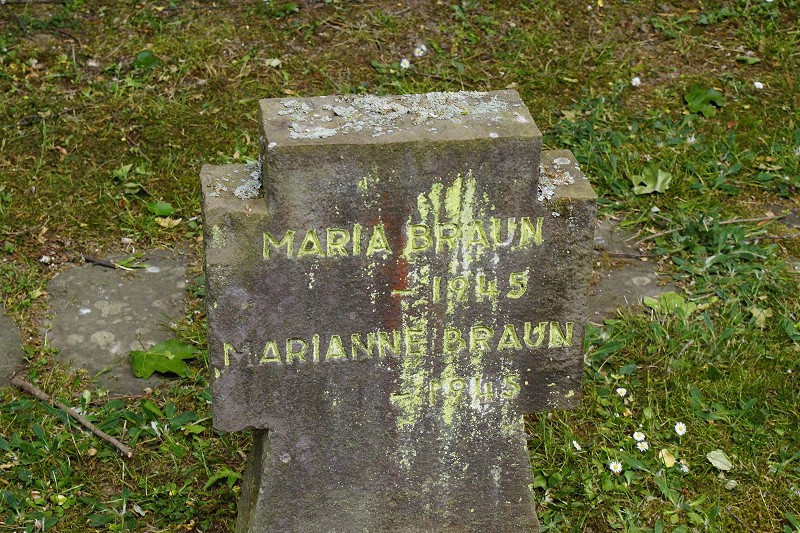 MARIA BRAUN
– 1945
MARIANNE BRAUN
– 1945